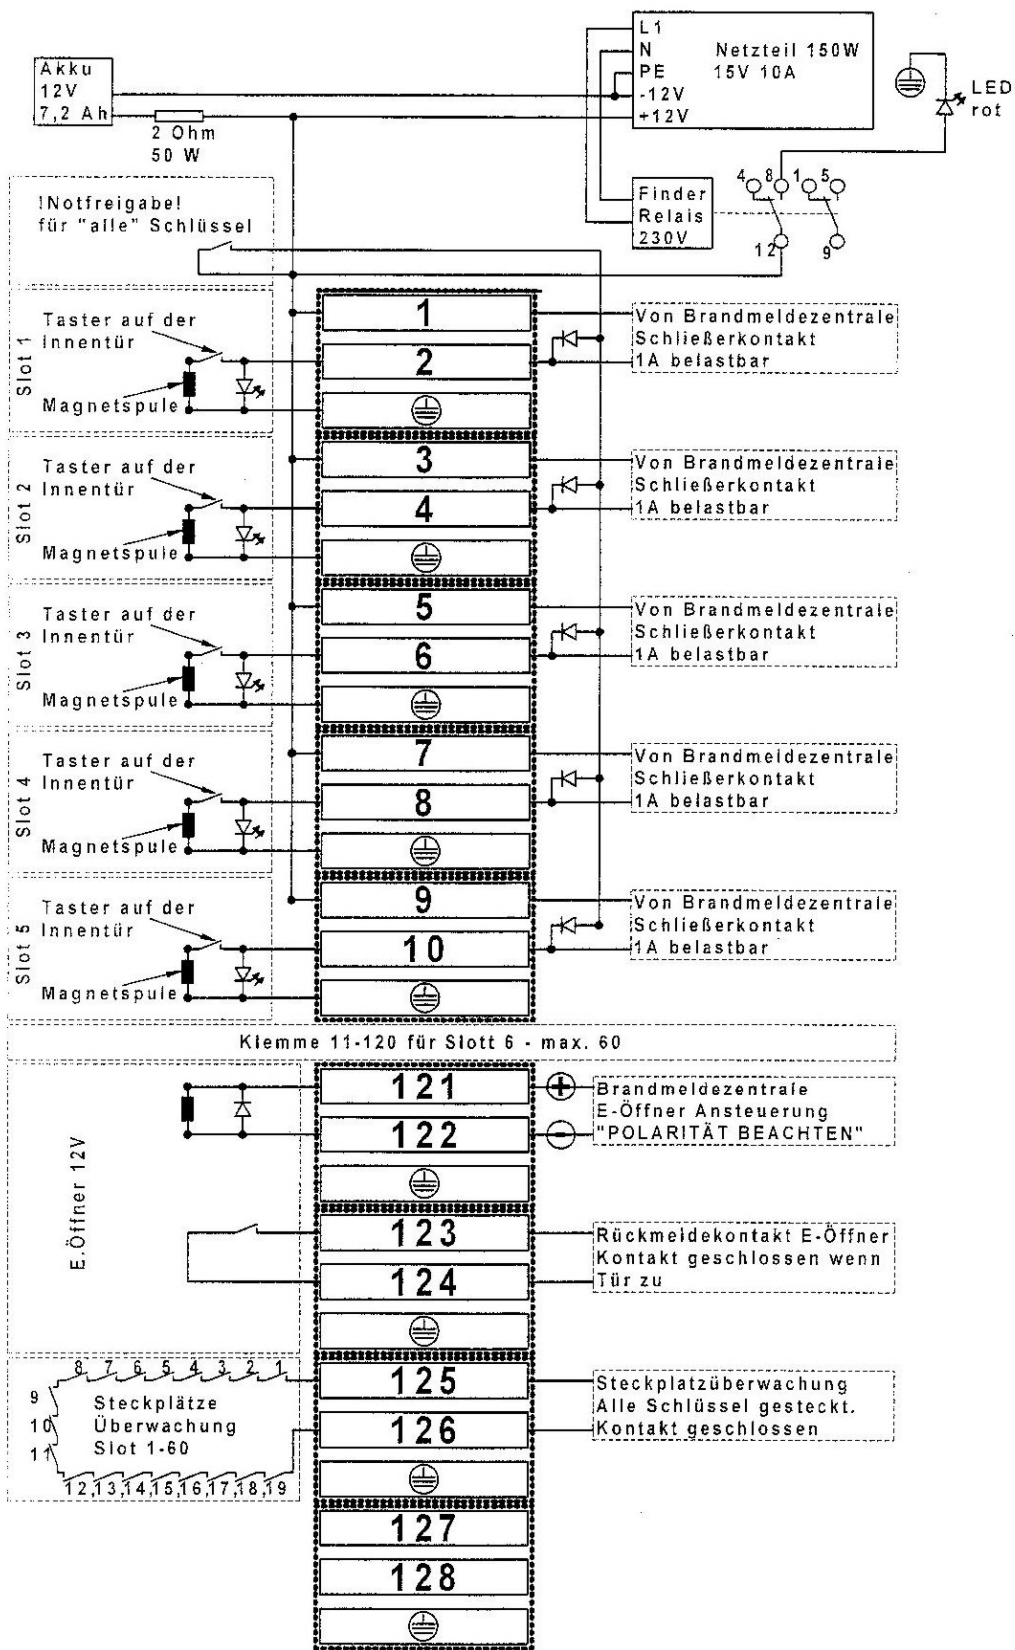 L1
N
PE
-12V
+12V
Netzteil 150W
15V 10A
Akku
12V
7,2 Ah
2 Ohm
50 W
LED
rot
Finder
Relais
230V
4 8 1 5
12 9
!Notfreigabe!
für "alle" Schlüssel
Slot 1
Taster auf der
Innentür
Magnetspule
1
2
Von Brandmeldezentrale
Schließerkontakt
1A belastbar
Slot 2
Taster auf der
Innentür
Magnetspule
3
4
Von Brandmeldezentrale
Schließerkontakt
1A belastbar
Slot 3
Taster auf der
Innentür
Magnetspule
5
6
Von Brandmeldezentrale
Schließerkontakt
1A belastbar
Slot 4
Taster auf der
Innentür
Magnetspule
7
8
Von Brandmeldezentrale
Schließerkontakt
1A belastbar
Slot 5
Taster auf der
Innentür
Magnetspule
9
10
Von Brandmeldezentrale
Schließerkontakt
1A belastbar
Klemme 11-120 für Slott 6 - max. 60
E.Öffner 12V
121
122
Brandmeldezentrale
E-Öffner Ansteuerung
"POLARITÄT BEACHTEN"
123
124
Rückmeldekontakt E-Öffner
Kontakt geschlossen wenn
Tür zu
8 7 6 5 4 3 2 1
9
10
11
Steckplätze
Überwachung
Slot 1-60
12,13,14,15,16,17,18,19
125
126
Steckplatzüberwachung
Alle Schlüssel gesteckt.
Kontakt geschlossen
127
128